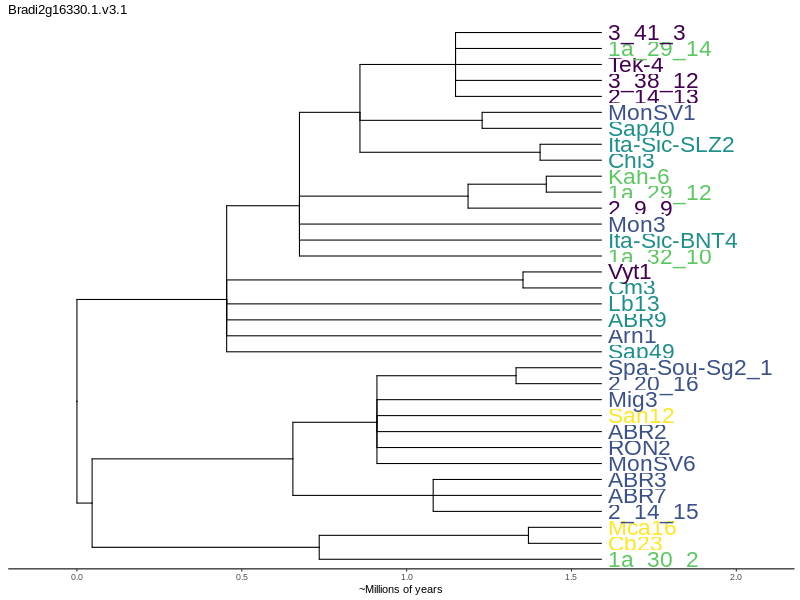 Bradi2g16330.1.v3.1
3_41_3
1a_29_14
Tek-4
3_38_12
2_14_13
MonSV1
Sap40
Ita-Sic-SLZ2
Chi3
Kah-6
1a_29_12
2_9_9
Mon3
Ita-Sic-BNT4
1a_32_10
Vyt1
Cm3
Lb13
ABR9
Arn1
Sap49
Spa-Sou-Sg2_1
2_20_16
Mig3
San12
ABR2
RON2
MonSV6
ABR3
ABR7
2_14_15
Mca16
Cb23
1a_30_2
0.0 0.5 1.0 1.5 2.0
~Millions of years